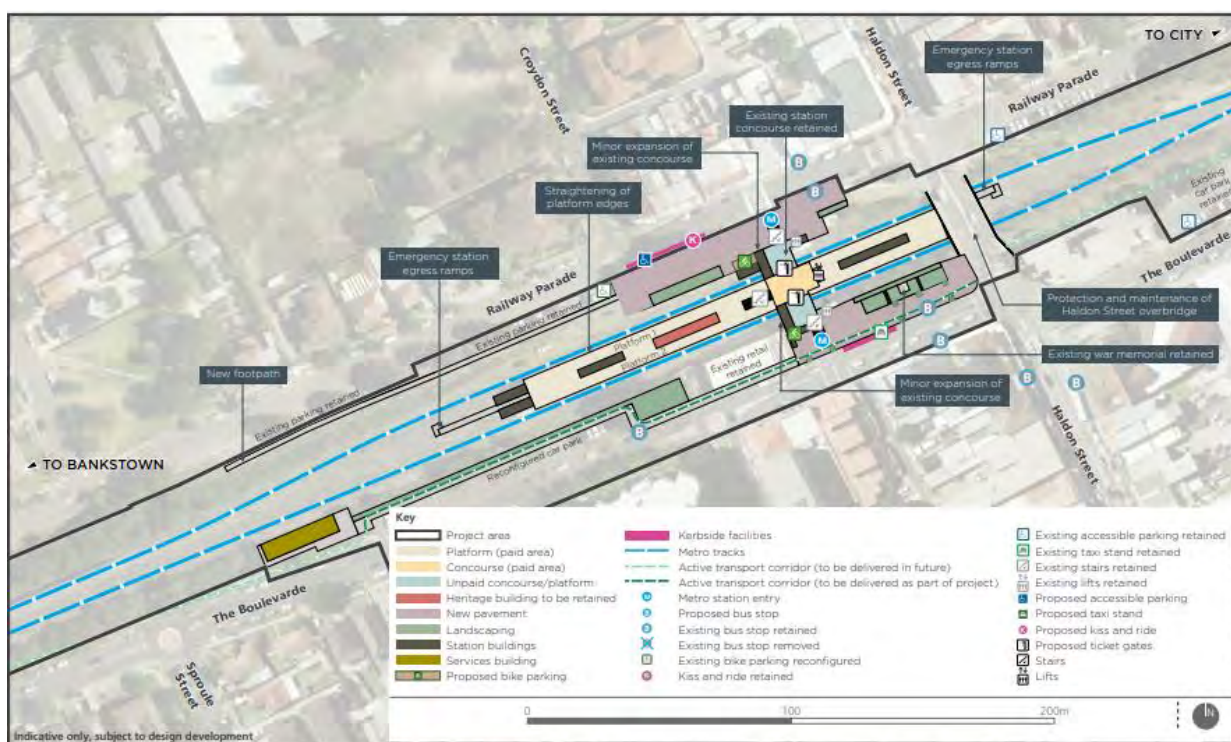 TO CITY
Croydon Street
Haldon Street
Emergency station
egress ramps
Railway Parade
Existing station
concourse retained
Minor expansion of
existing concourse
Straightening of
platform edges
Existing
car park
retained
Emergency station
egress ramps
The Boulevarde
Railway Parade
Existing parking retained
Platform 1
Platform 2
Protection and maintenance of
Haldon Street overbridge
Existing retail
retained
Existing war memorial retained
New footpath
Minor expansion of
existing concourse
Existing parking retained
Haldon Street
TO BANKSTOWN
Reconfigured car park
The Boulevarde
Sproule
Street
B
B
B
B
B
B
B
B
M
M
K
Key
Project area
Platform (paid area)
Concourse (paid area)
Unpaid concourse/platform
Heritage building to be retained
New pavement
Landscaping
Station buildings
Services building
Proposed bike parking
Kerbside facilities
Metro tracks
Active transport corridor (to be delivered in future)
Active transport corridor (to be delivered as part of project)
Metro station entry
Proposed bus stop
Existing bus stop retained
Existing bus stop removed
Existing bike parking reconfigured
Kiss and ride retained
Existing accessible parking retained
Existing taxi stand retained
Existing stairs retained
Existing lifts retained
Proposed accessible parking
Proposed taxi stand
Proposed kiss and ride
Proposed ticket gates
Stairs
Lifts
0 100 200m
N
Indicative only, subject to design development